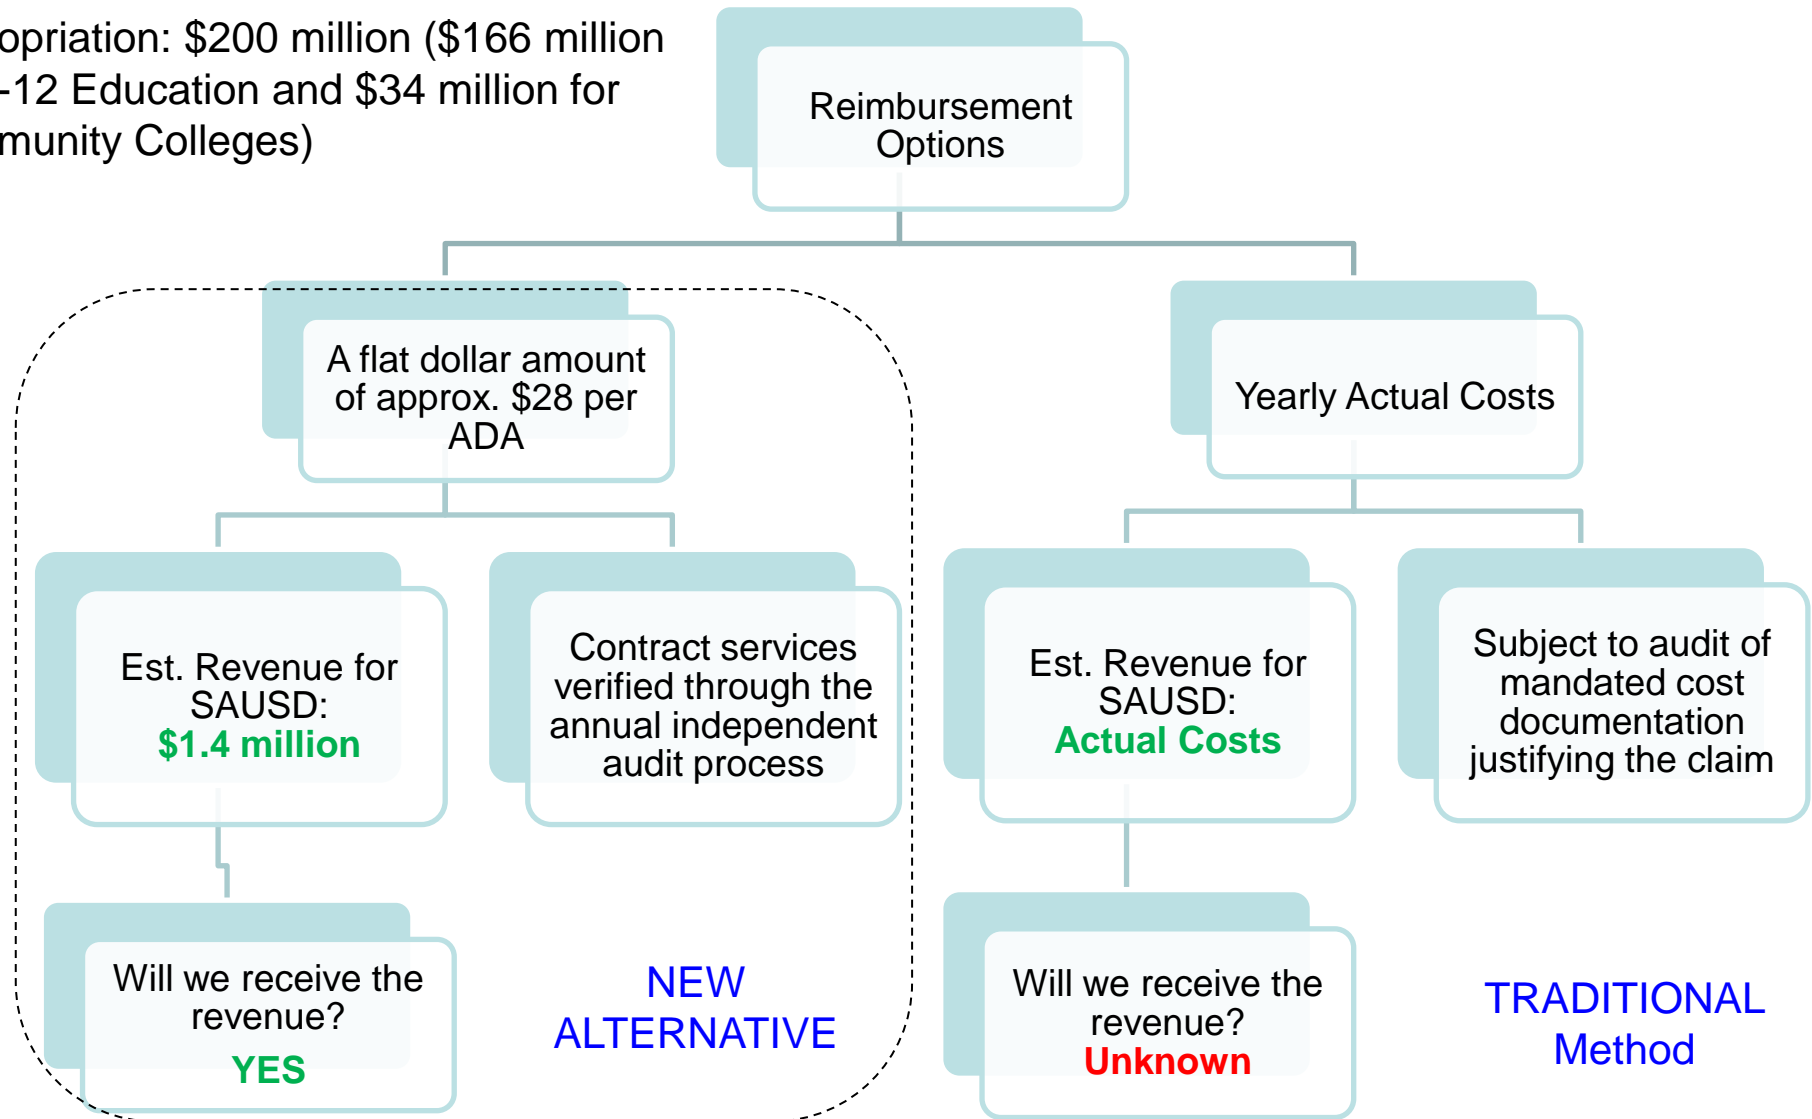 opriation: $200 million ($166 million
-12 Education and $34 million for
munity Colleges)
Reimbursement
Options
A flat dollar amount
of approx. $28 per
ADA
Yearly Actual Costs
Est. Revenue for
SAUSD:
$1.4 million
Contract services
verified through the
annual independent
audit process
Est. Revenue for
SAUSD:
Actual Costs
Subject to audit of
mandated cost
documentation
justifying the claim
Will we receive the
revenue?
YES
NEW
ALTERNATIVE
Will we receive the
revenue?
Unknown
TRADITIONAL
Method